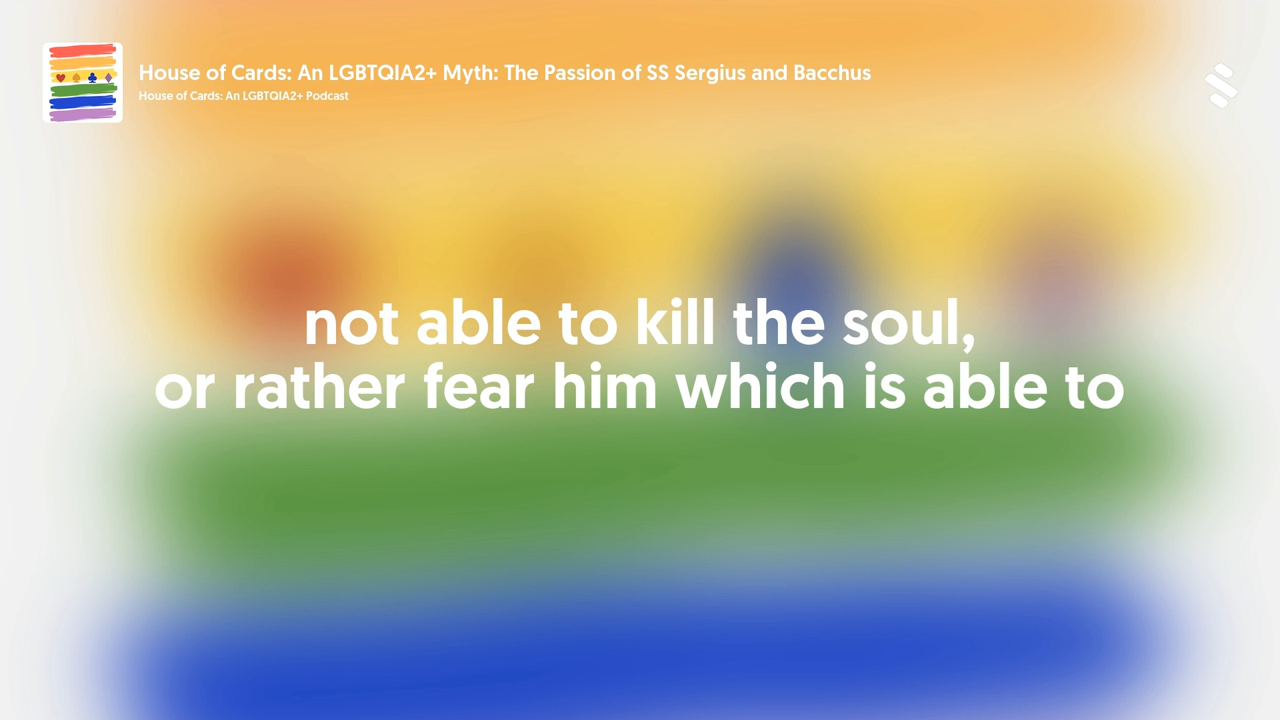 House of Cards: An LGBTQIA2+ Myth: The Passion of SS Sergius and Bacchus
House of Cards: An LGBTQIA2+ Podcast
not able to kill the soul,
or rather fear him which is able to